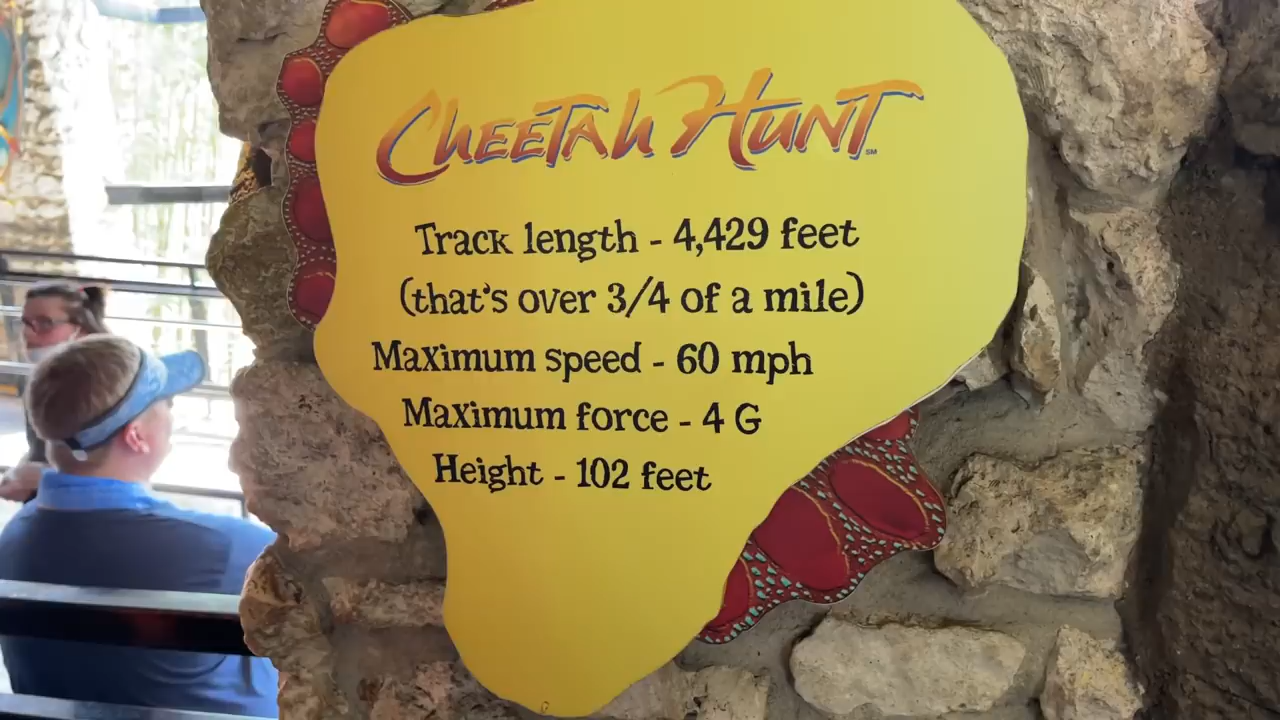 CHEETAH HUNT SM
Track length - 4,429 feet
(that's over 3/4 of a mile)
Maximum speed - 60 mph
Maximum force - 4 G
Height - 102 feet